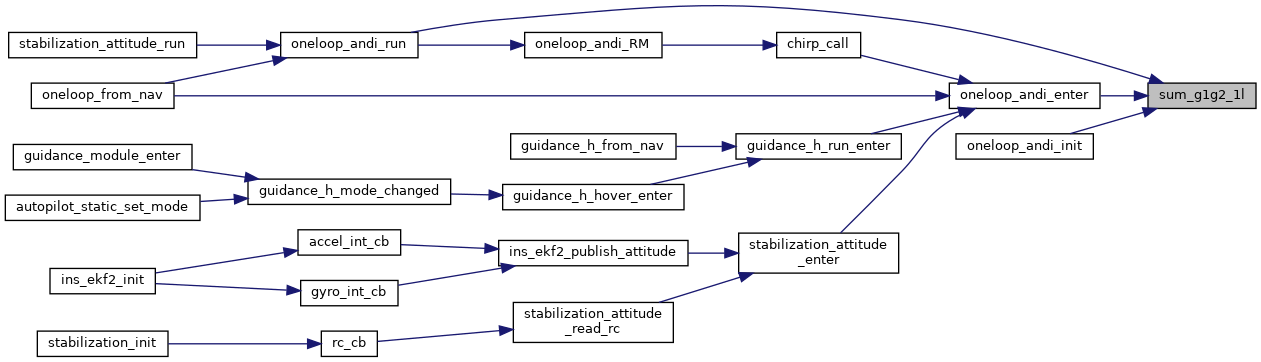 stabilization_attitude_run
oneloop_andi_run
oneloop_andi_RM
chirp_call
oneloop_from_nav
oneloop_andi_enter
sum_g1g2_1l
guidance_module_enter
guidance_h_from_nav
guidance_h_run_enter
oneloop_andi_init
autopilot_static_set_mode
guidance_h_mode_changed
guidance_h_hover_enter
accel_int_cb
ins_ekf2_publish_attitude
stabilization_attitude
_enter
ins_ekf2_init
gyro_int_cb
stabilization_attitude
_read_rc
stabilization_init
rc_cb